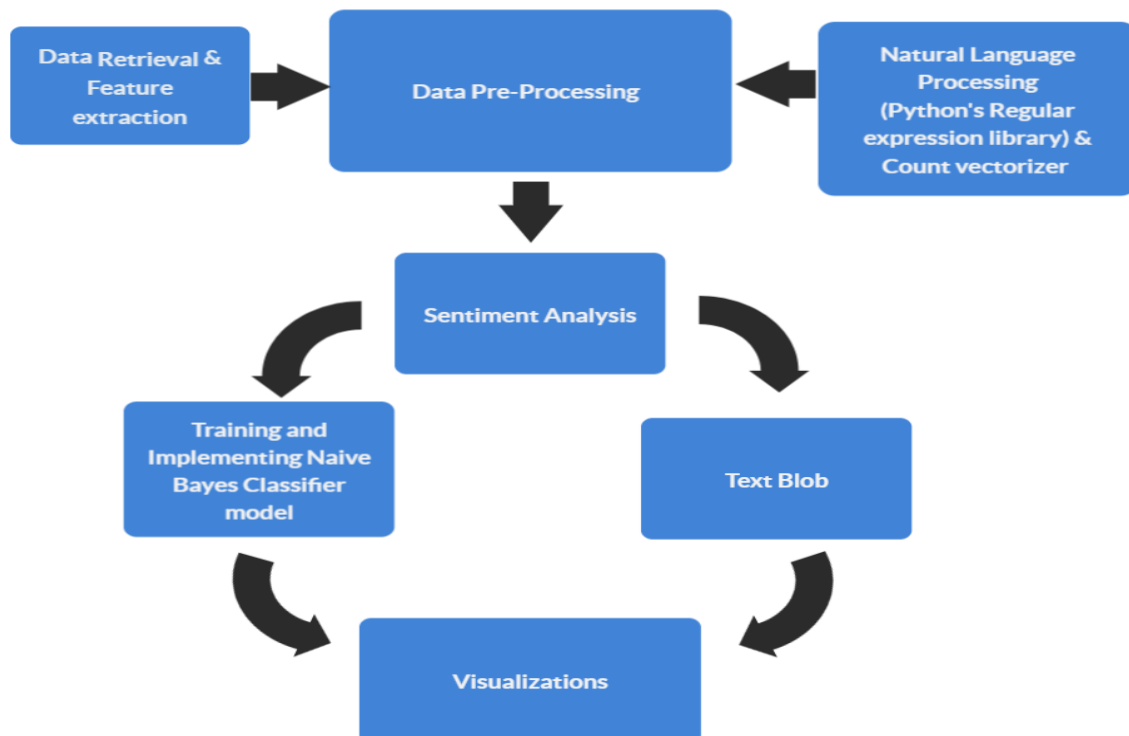 Data Retrieval &
Feature
extraction
Data Pre-Processing
Natural Language
Processing
(Python's Regular
expression library) &
Count vectorizer
Sentiment Analysis
Training and
Implementing Naive
Bayes Classifier
model
Text Blob
Visualizations